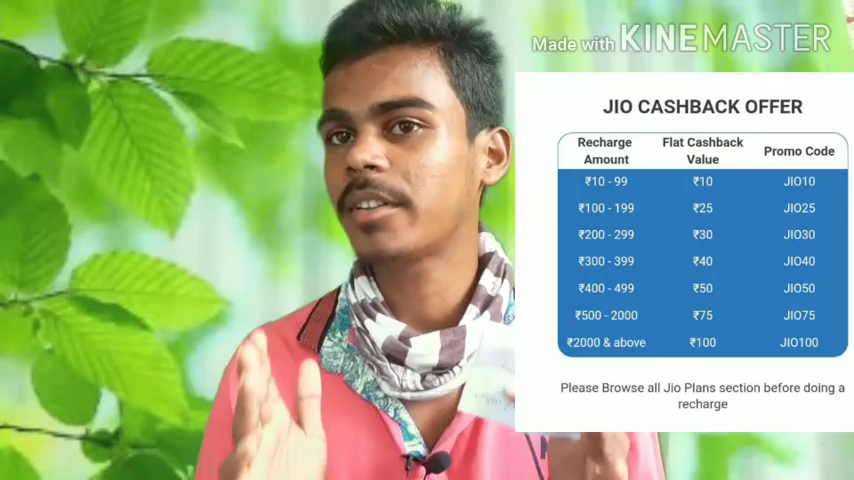 Made with KINEMASTER
JIO CASHBACK OFFER
Recharge Amount Flat Cashback Value Promo Code
₹10 - 99 ₹10 JIO10
₹100 - 199 ₹25 JIO25
₹200 - 299 ₹30 JIO30
₹300 - 399 ₹40 JIO40
₹400 - 499 ₹50 JIO50
₹500 - 2000 ₹75 JIO75
₹2000 & above ₹100 JIO100
Please Browse all Jio Plans section before doing a
recharge